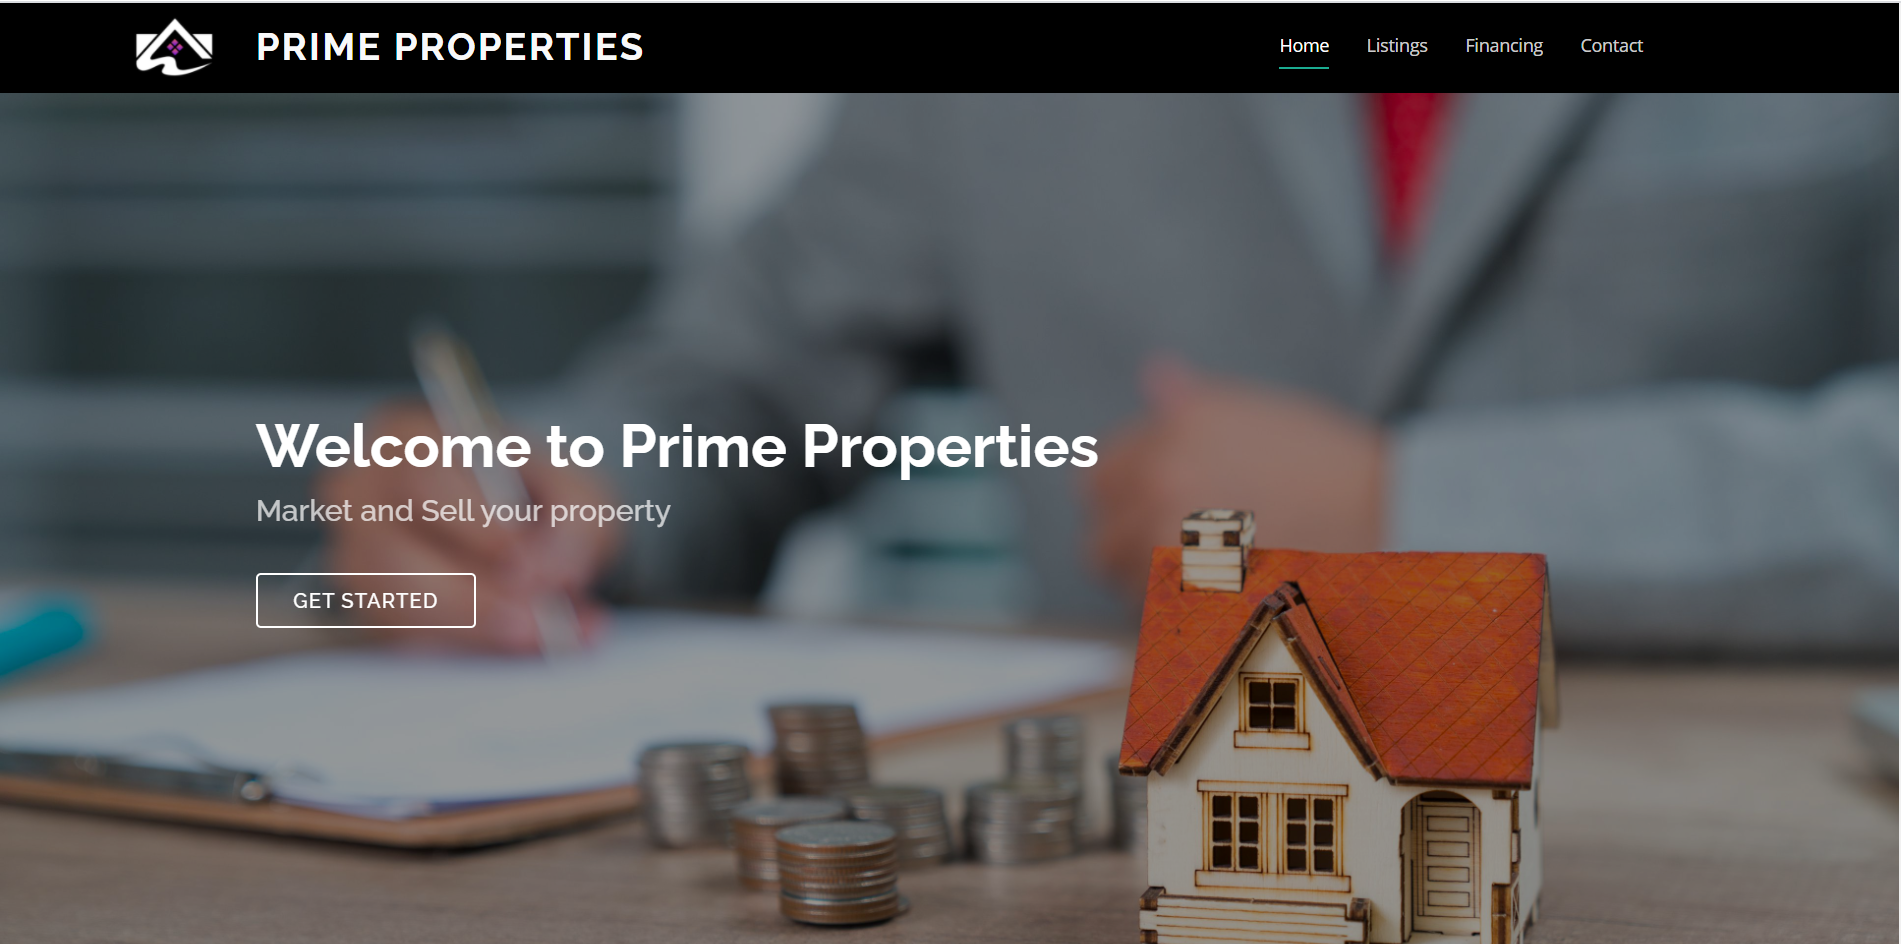 PRIME PROPERTIES
Home Listings Financing Contact
Welcome to Prime Properties
Market and Sell your property
GET STARTED